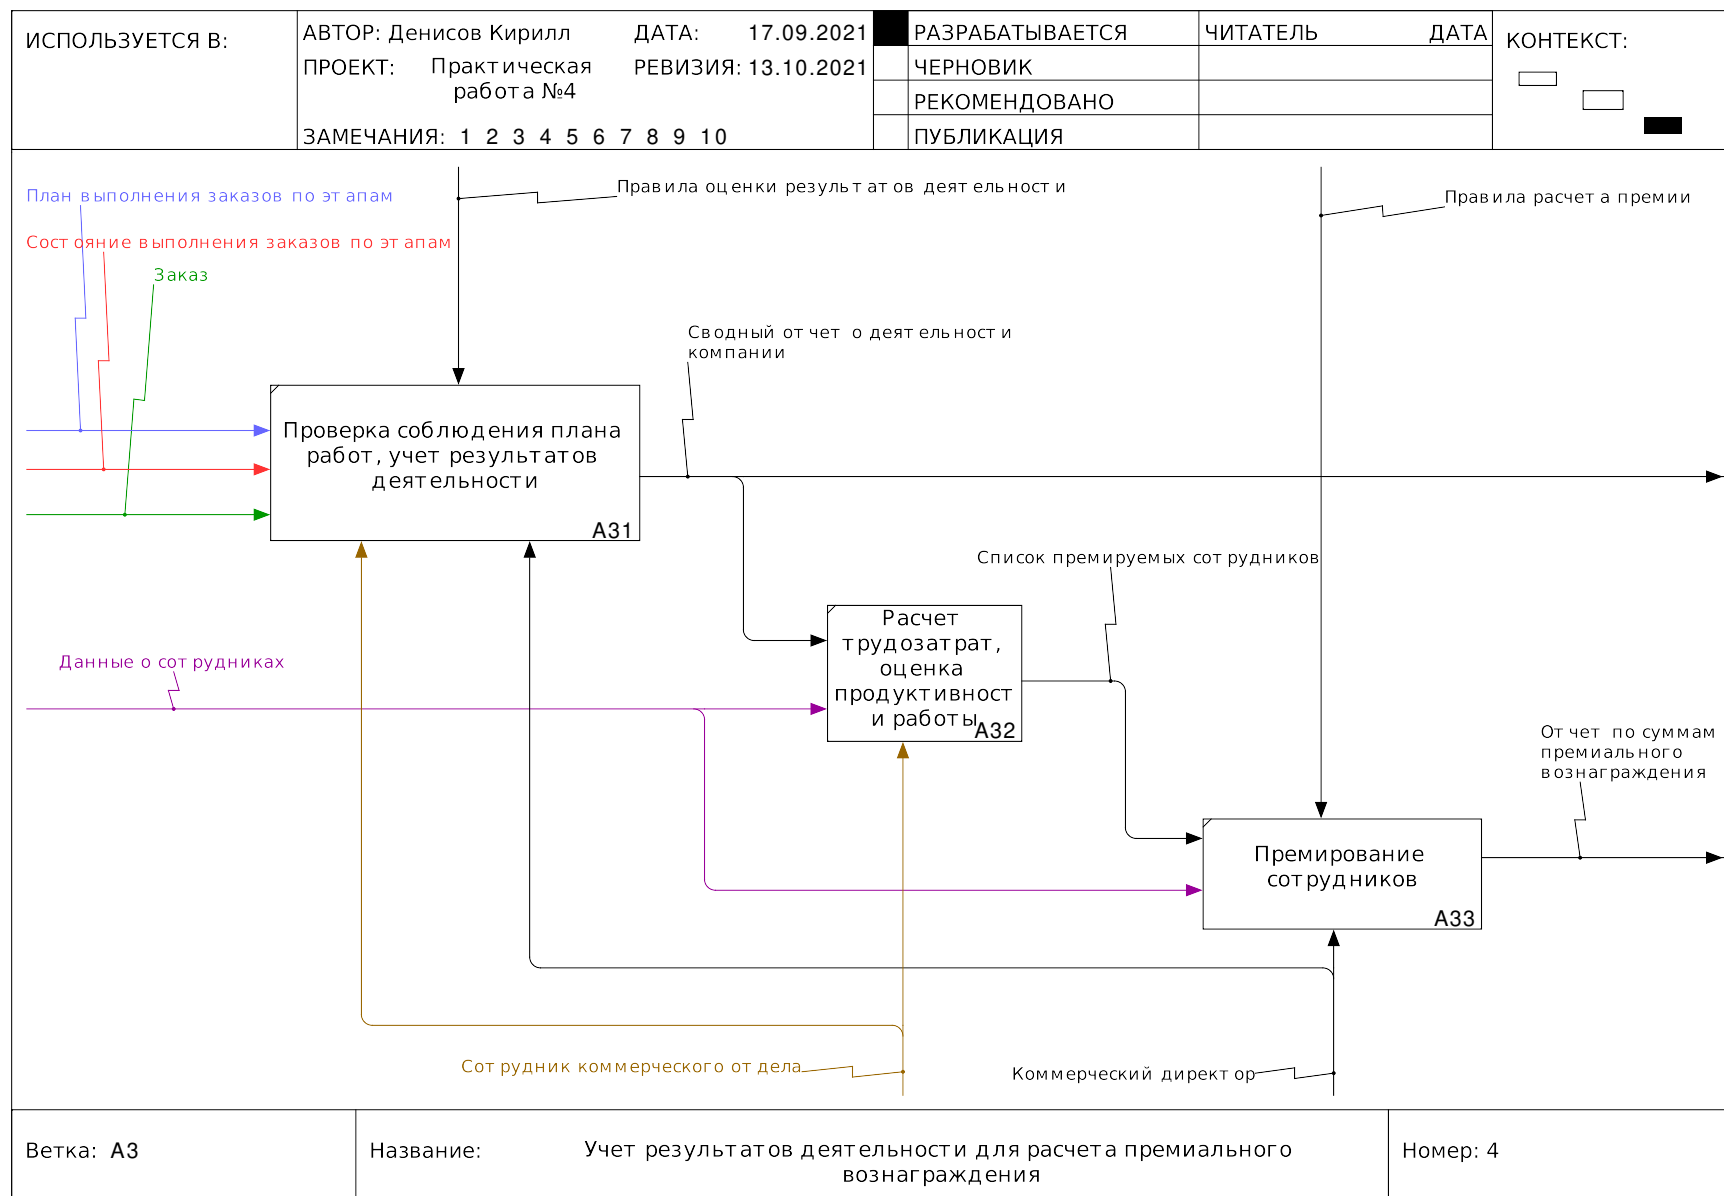 ИСПОЛЬЗУЕТСЯ В:
АВТОР: Денисов Кирилл
ДАТА: 17.09.2021
ПРОЕКТ: Практическая
работа №4
РЕВИЗИЯ: 13.10.2021
ЗАМЕЧАНИЯ: 1 2 3 4 5 6 7 8 9 10
РАЗРАБАТЫВАЕТСЯ
ЧЕРНОВИК
РЕКОМЕНДОВАНО
ПУБЛИКАЦИЯ
ЧИТАТЕЛЬ ДАТА
КОНТЕКСТ:
План выполнения заказов по этапам
Состояние выполнения заказов по этапам
Заказ
Правила оценки результатов деятельности
Правила расчета премии
Сводный отчет о деятельности
компании
Проверка соблюдения плана
работ, учет результатов
деятельности
A31
Список премируемых сотрудников
Расчет
трудозатрат,
оценка
продуктивност
и работы
A32
Данные о сотрудниках
Отчет по суммам
премиального
вознаграждения
Премирование
сотрудников
A33
Сотрудник коммерческого отдела
Коммерческий директор
Ветка: A3
Название: Учет результатов деятельности для расчета премиального
вознаграждения
Номер: 4